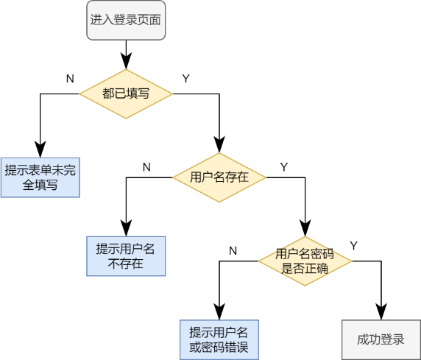 进入登录页面
N
Y
都已填写
提示表单未完
全填写
N
Y
用户名存在
提示用户名
不存在
N
Y
用户名密码
是否正确
提示用户名
或密码错误
成功登录